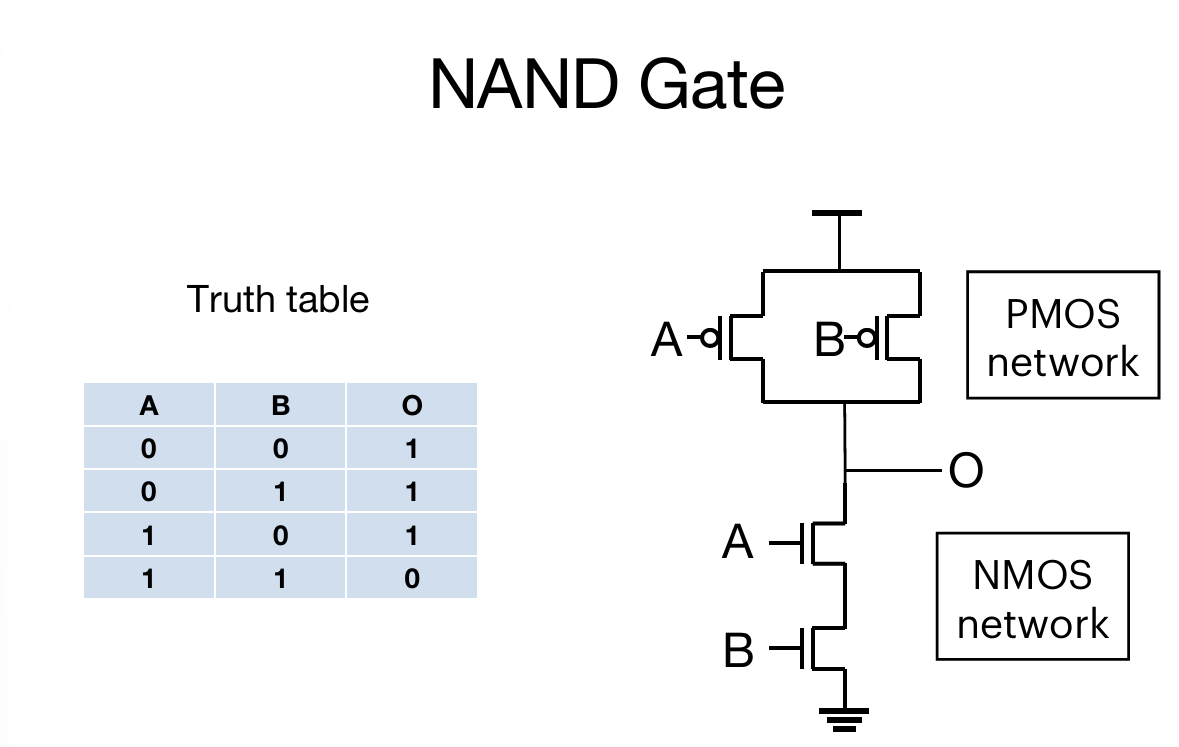 NAND Gate
Truth table
A B O
0 0 1
0 1 1
1 0 1
1 1 0
A
B
PMOS
network
O
A
B
NMOS
network